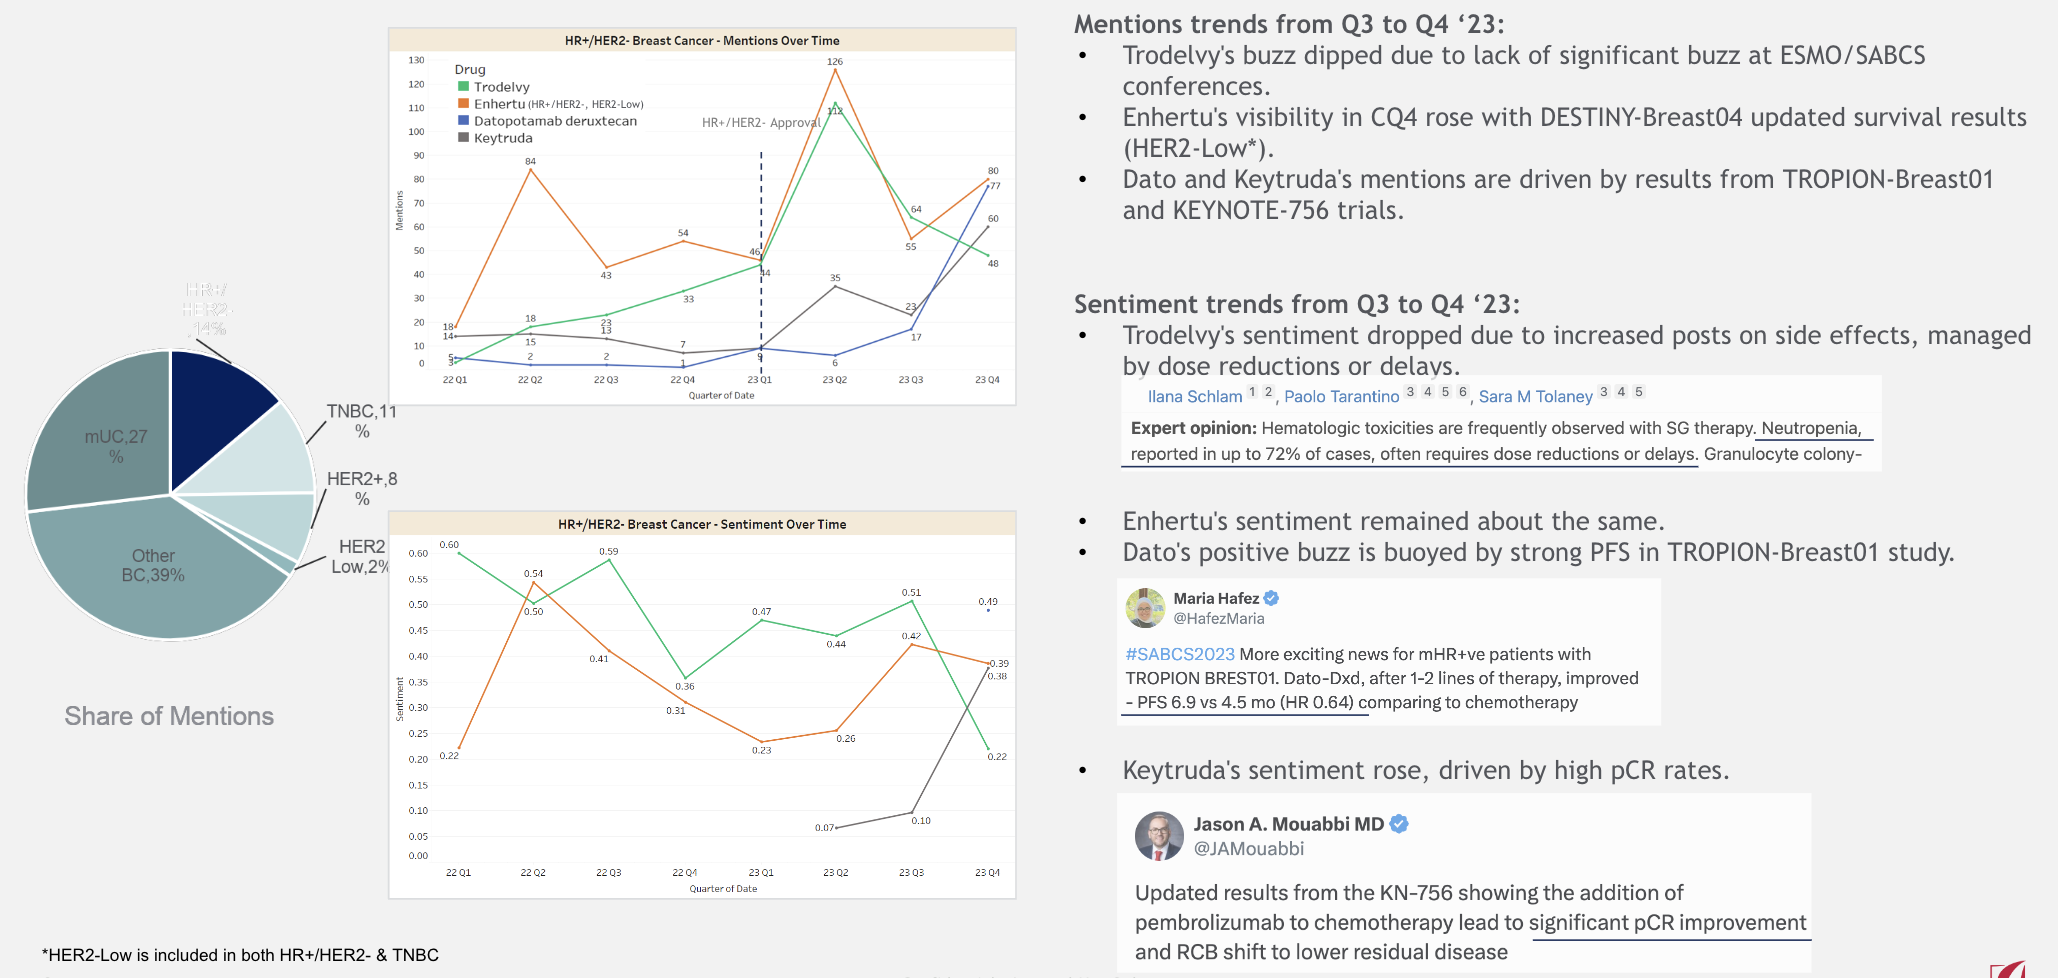 HR+/HER2- Breast Cancer - Mentions Over Time
130
120
110
100
90
80
70
60
50
40
30
20
10
0
Mentions
Drug
Trodelvy
Enhertu (HR+/HER2-, HER2-Low)
Datopotamab deruxtecan
Keytruda
HR+/HER2- Approval
18
14
5
3
84
18
15
2
43
23
13
2
54
33
7
1
46
44
9
126
112
35
6
64
55
23
17
80
77
60
48
22 Q1
22 Q2
22 Q3
22 Q4
23 Q1
23 Q2
23 Q3
23 Q4
Quarter of Date
HR+/
HER2-
,14%
TNBC,11
%
HER2+,8
%
HER2
Low,2%
Other
BC,39%
mUC,27
%
Share of Mentions
HR+/HER2- Breast Cancer - Sentiment Over Time
0.60
0.55
0.50
0.45
0.40
0.35
0.30
0.25
0.20
0.15
0.10
0.05
0.00
Sentiment
0.60
0.22
0.54
0.50
0.59
0.41
0.36
0.31
0.47
0.23
0.44
0.26
0.07
0.51
0.42
0.10
0.49
0.39
0.38
0.22
22 Q1
22 Q2
22 Q3
22 Q4
23 Q1
23 Q2
23 Q3
23 Q4
Quarter of Date
*HER2-Low is included in both HR+/HER2- & TNBC
Mentions trends from Q3 to Q4 ‘23:
• Trodelvy's buzz dipped due to lack of significant buzz at ESMO/SABCS
conferences.
• Enhertu's visibility in CQ4 rose with DESTINY-Breast04 updated survival results
(HER2-Low*).
• Dato and Keytruda's mentions are driven by results from TROPION-Breast01
and KEYNOTE-756 trials.
Sentiment trends from Q3 to Q4 ‘23:
• Trodelvy's sentiment dropped due to increased posts on side effects, managed
by dose reductions or delays.
Ilana Schlam 1 2, Paolo Tarantino 3 4 5 6, Sara M Tolaney 3 4 5
Expert opinion: Hematologic toxicities are frequently observed with SG therapy. Neutropenia,
reported in up to 72% of cases, often requires dose reductions or delays. Granulocyte colony-
• Enhertu's sentiment remained about the same.
• Dato's positive buzz is buoyed by strong PFS in TROPION-Breast01 study.
Maria Hafez
@HafezMaria
#SABCS2023 More exciting news for mHR+ve patients with
TROPION BREST01. Dato-Dxd, after 1-2 lines of therapy, improved
- PFS 6.9 vs 4.5 mo (HR 0.64) comparing to chemotherapy
• Keytruda's sentiment rose, driven by high pCR rates.
Jason A. Mouabbi MD
@JAMouabbi
Updated results from the KN-756 showing the addition of
pembrolizumab to chemotherapy lead to significant pCR improvement
and RCB shift to lower residual disease